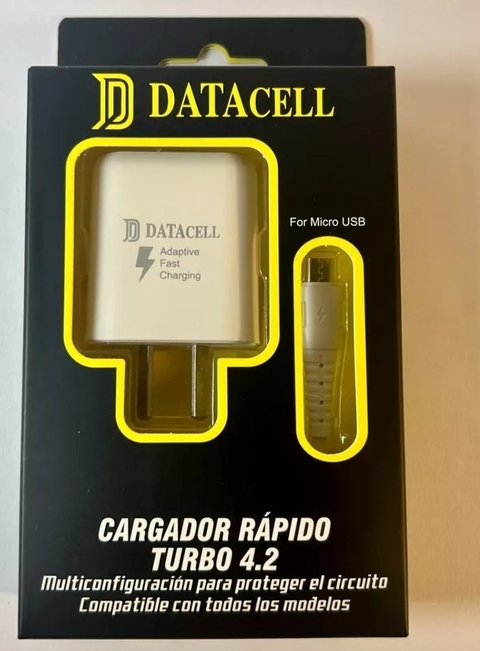 DATACELL
DATACELL
Adaptive
Fast
Charging
For Micro USB
CARGADOR RÁPIDO
TURBO 4.2
Multiconfiguración para proteger el circuito
Compatible con todos los modelos